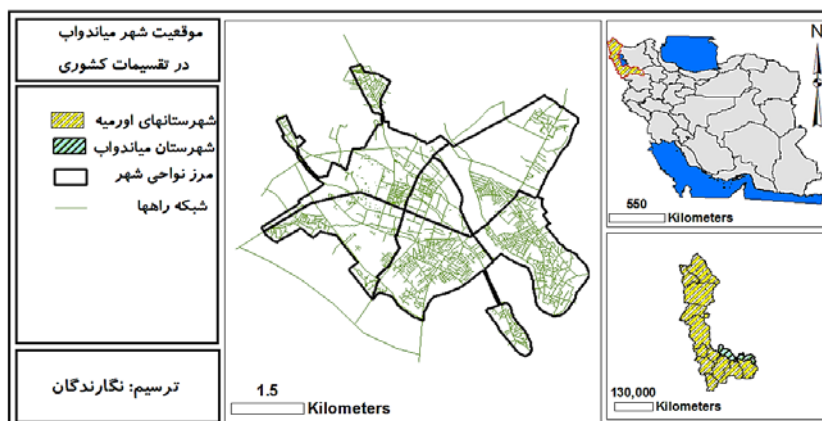 موقعیت شهر میاندواب
در تقسیمات کشوری
شهرستانهای اورمیه
شهرستان میاندواب
مرز نواحی شهر
شبکه راهها
ترسیم: نگارندگان
1.5
Kilometers
N
550
Kilometers
130,000
Kilometers